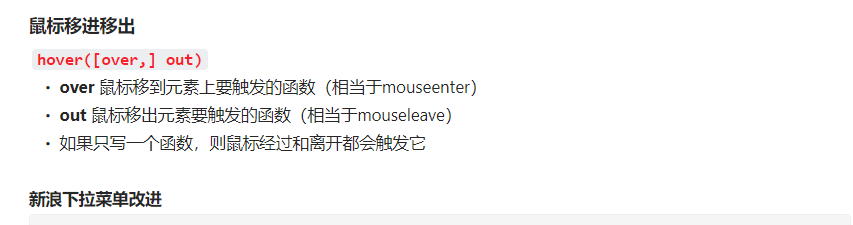 鼠标移进移出
hover([over,] out)
• over 鼠标移到元素上要触发的函数（相当于mouseenter）
• out 鼠标移出元素要触发的函数（相当于mouseleave）
• 如果只写一个函数，则鼠标经过和离开都会触发它
新浪下拉菜单改进